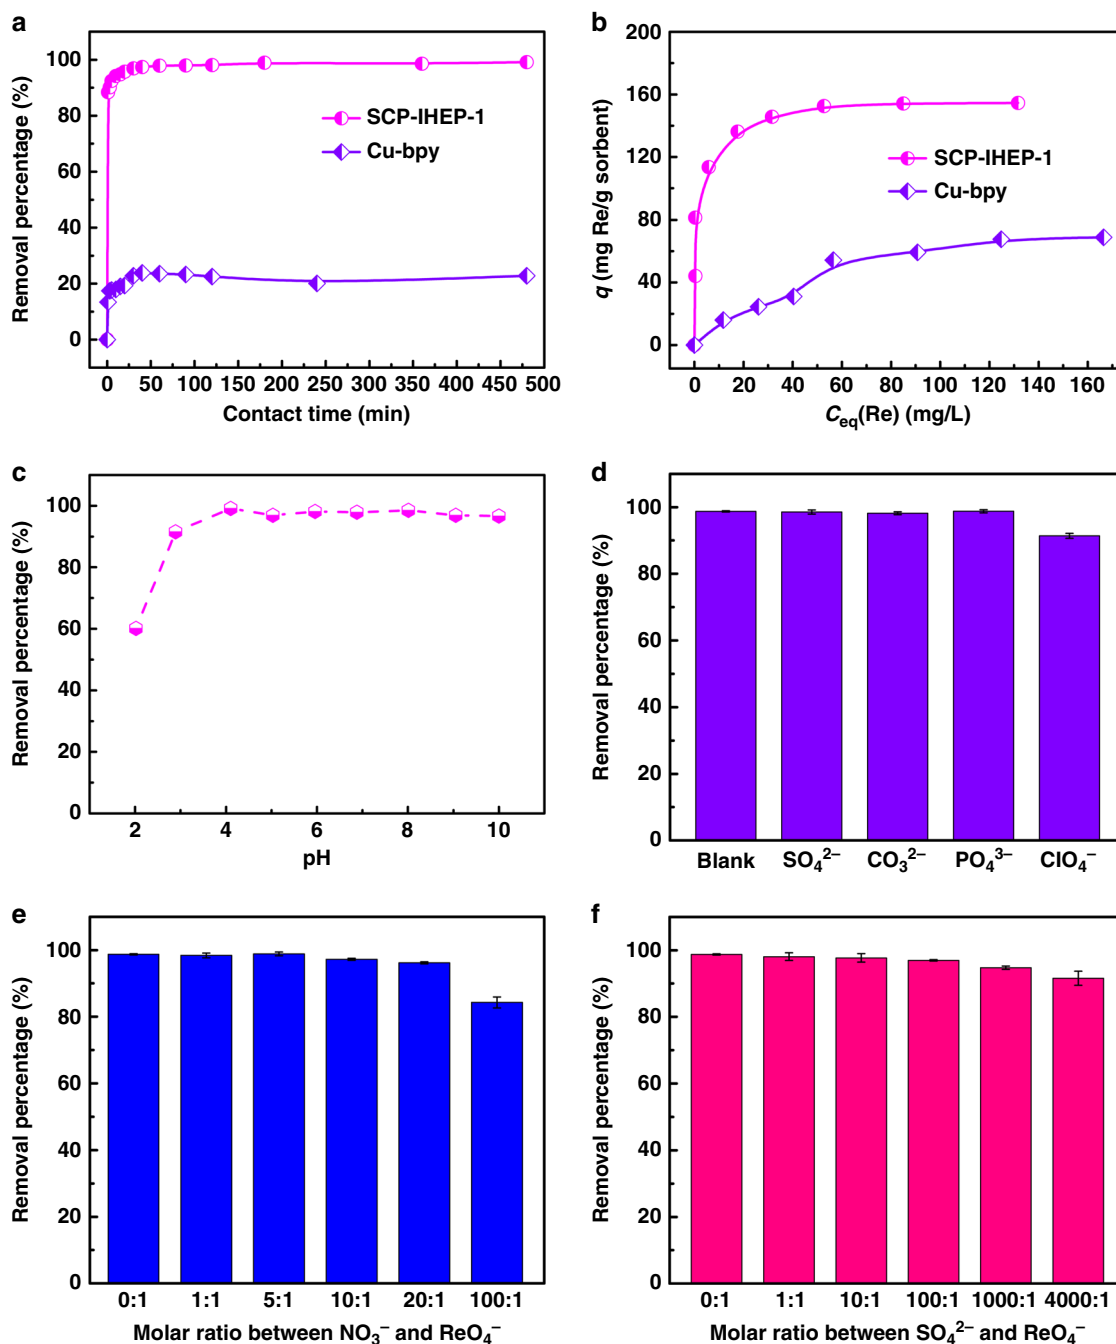 a
100
80
60
40
20
0
Removal percentage (%)
SCP-IHEP-1
Cu-bpy
0 50 100 150 200 250 300 350 400 450 500
Contact time (min)
b
200
160
120
80
40
0
q (mg Re/g sorbent)
SCP-IHEP-1
Cu-bpy
0 20 40 60 80 100 120 140 160
Ceq(Re) (mg/L)
c
100
80
60
40
20
0
Removal percentage (%)
2 4 6 8 10
pH
d
100
80
60
40
20
0
Removal percentage (%)
Blank SO₄²⁻ CO₃²⁻ PO₄³⁻ ClO₄⁻
e
100
80
60
40
20
0
Removal percentage (%)
0:1 1:1 5:1 10:1 20:1 100:1
Molar ratio between NO₃⁻ and ReO₄⁻
f
100
80
60
40
20
0
Removal percentage (%)
0:1 1:1 10:1 100:1 1000:1 4000:1
Molar ratio between SO₄²⁻ and ReO₄⁻